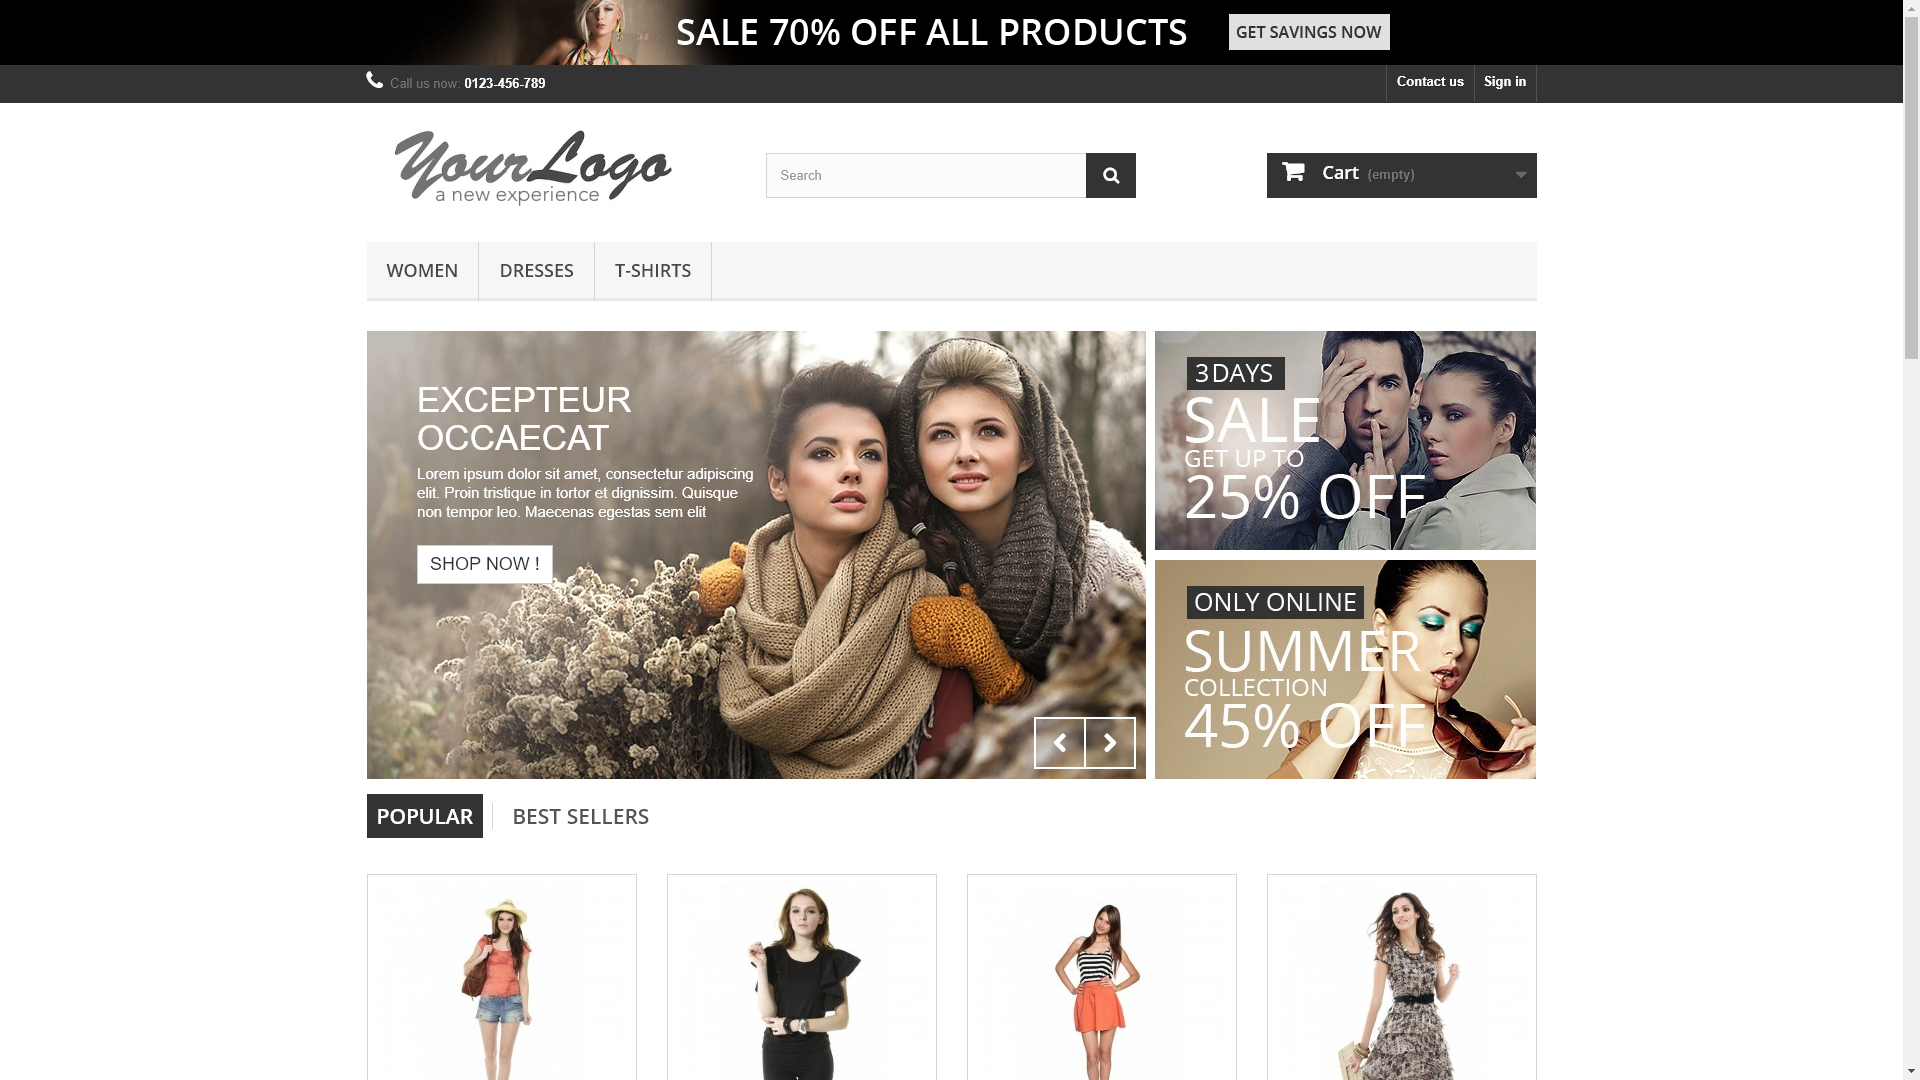 SALE 70% OFF ALL PRODUCTS
GET SAVINGS NOW
Call us now: 0123-456-789
Contact us
Sign in
YourLogo
a new experience
Search
Cart (empty)
WOMEN
DRESSES
T-SHIRTS
EXCEPTEUR
OCCAECAT
Lorem ipsum dolor sit amet, consectetur adipiscing
elit. Proin tristique in tortor et dignissim. Quisque
non tempor leo. Maecenas egestas sem elit
SHOP NOW !
3DAYS
SALE
GET UP TO
25% OFF
ONLY ONLINE
SUMMER
COLLECTION
45% OFF
POPULAR
BEST SELLERS